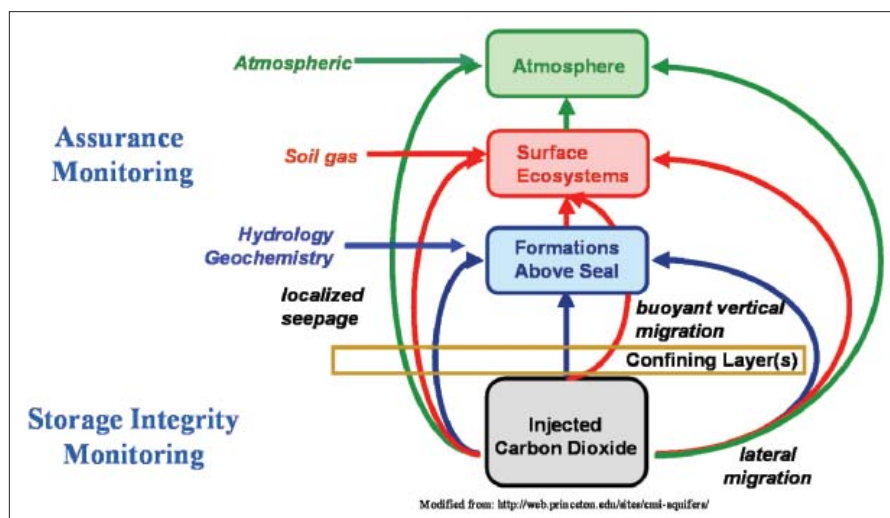 Atmospheric
Atmosphere
Assurance
Monitoring
Soil gas
Surface
Ecosystems
Hydrology
Geochemistry
Formations
Above Seal
localized
seepage
buoyant vertical
migration
Confining Layer(s)
Storage Integrity
Monitoring
Injected
Carbon Dioxide
lateral
migration
Modified from: http://web.princeton.edu/sites/cmi-aquifers/